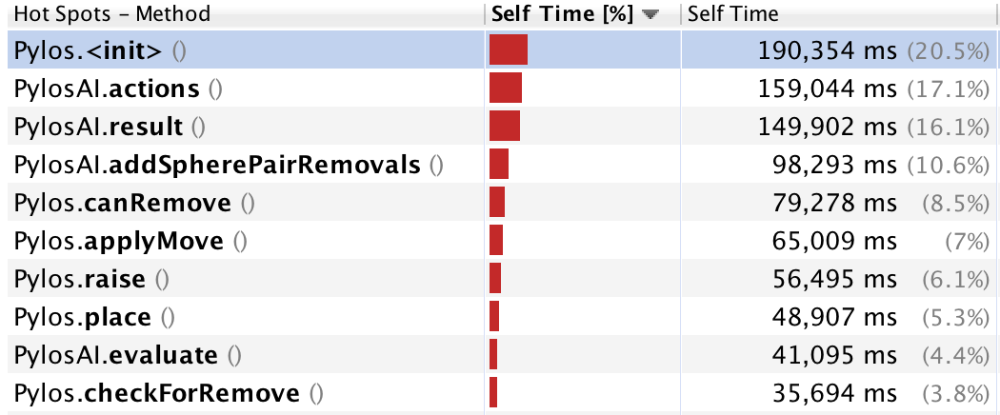 Hot Spots – Method Self Time [%] Self Time
Pylos.<init> () 190,354 ms (20.5%)
PylosAI.actions () 159,044 ms (17.1%)
PylosAI.result () 149,902 ms (16.1%)
PylosAI.addSpherePairRemovals () 98,293 ms (10.6%)
Pylos.canRemove () 79,278 ms (8.5%)
Pylos.applyMove () 65,009 ms (7%)
Pylos.raise () 56,495 ms (6.1%)
Pylos.place () 48,907 ms (5.3%)
PylosAI.evaluate () 41,095 ms (4.4%)
Pylos.checkForRemove () 35,694 ms (3.8%)